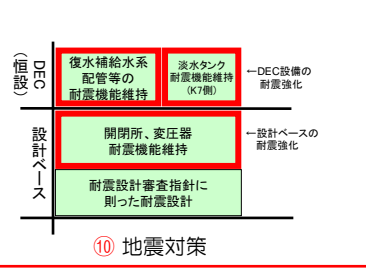 DEC
(恒設)
復水補給水系
配管等の
耐震機能維持
淡水タンク
耐震機能維持
(K7側)
←DEC設備の
耐震強化
設計ベース
開閉所、変圧器
耐震機能維持
←設計ベースの
耐震強化
耐震設計審査指針に
則った耐震設計
⑩ 地震対策